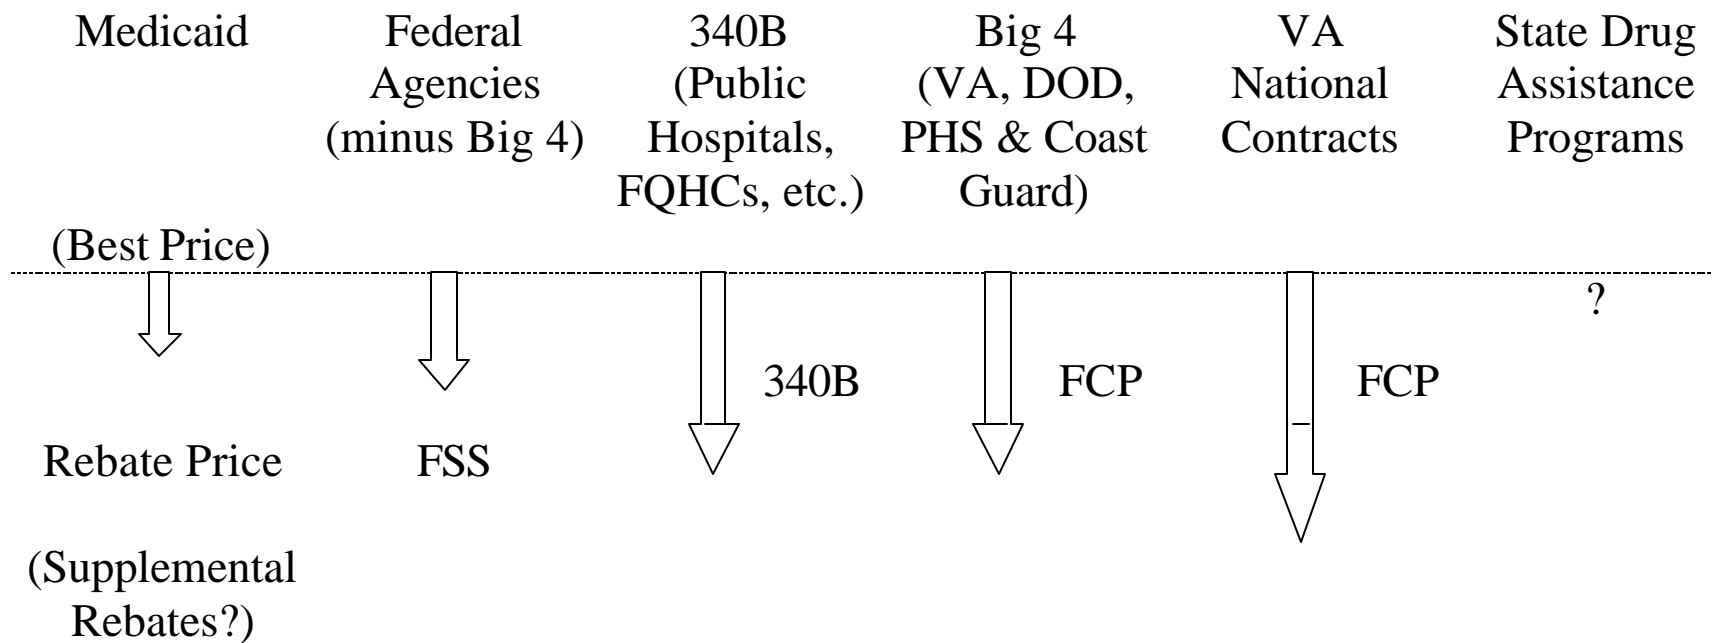 Medicaid
Federal
Agencies
(minus Big 4)
340B
(Public
Hospitals,
FQHCs, etc.)
Big 4
(VA, DOD,
PHS & Coast
Guard)
VA
National
Contracts
State Drug
Assistance
Programs
(Best Price)
?
340B
FCP
FCP
Rebate Price
FSS
(Supplemental
Rebates?)